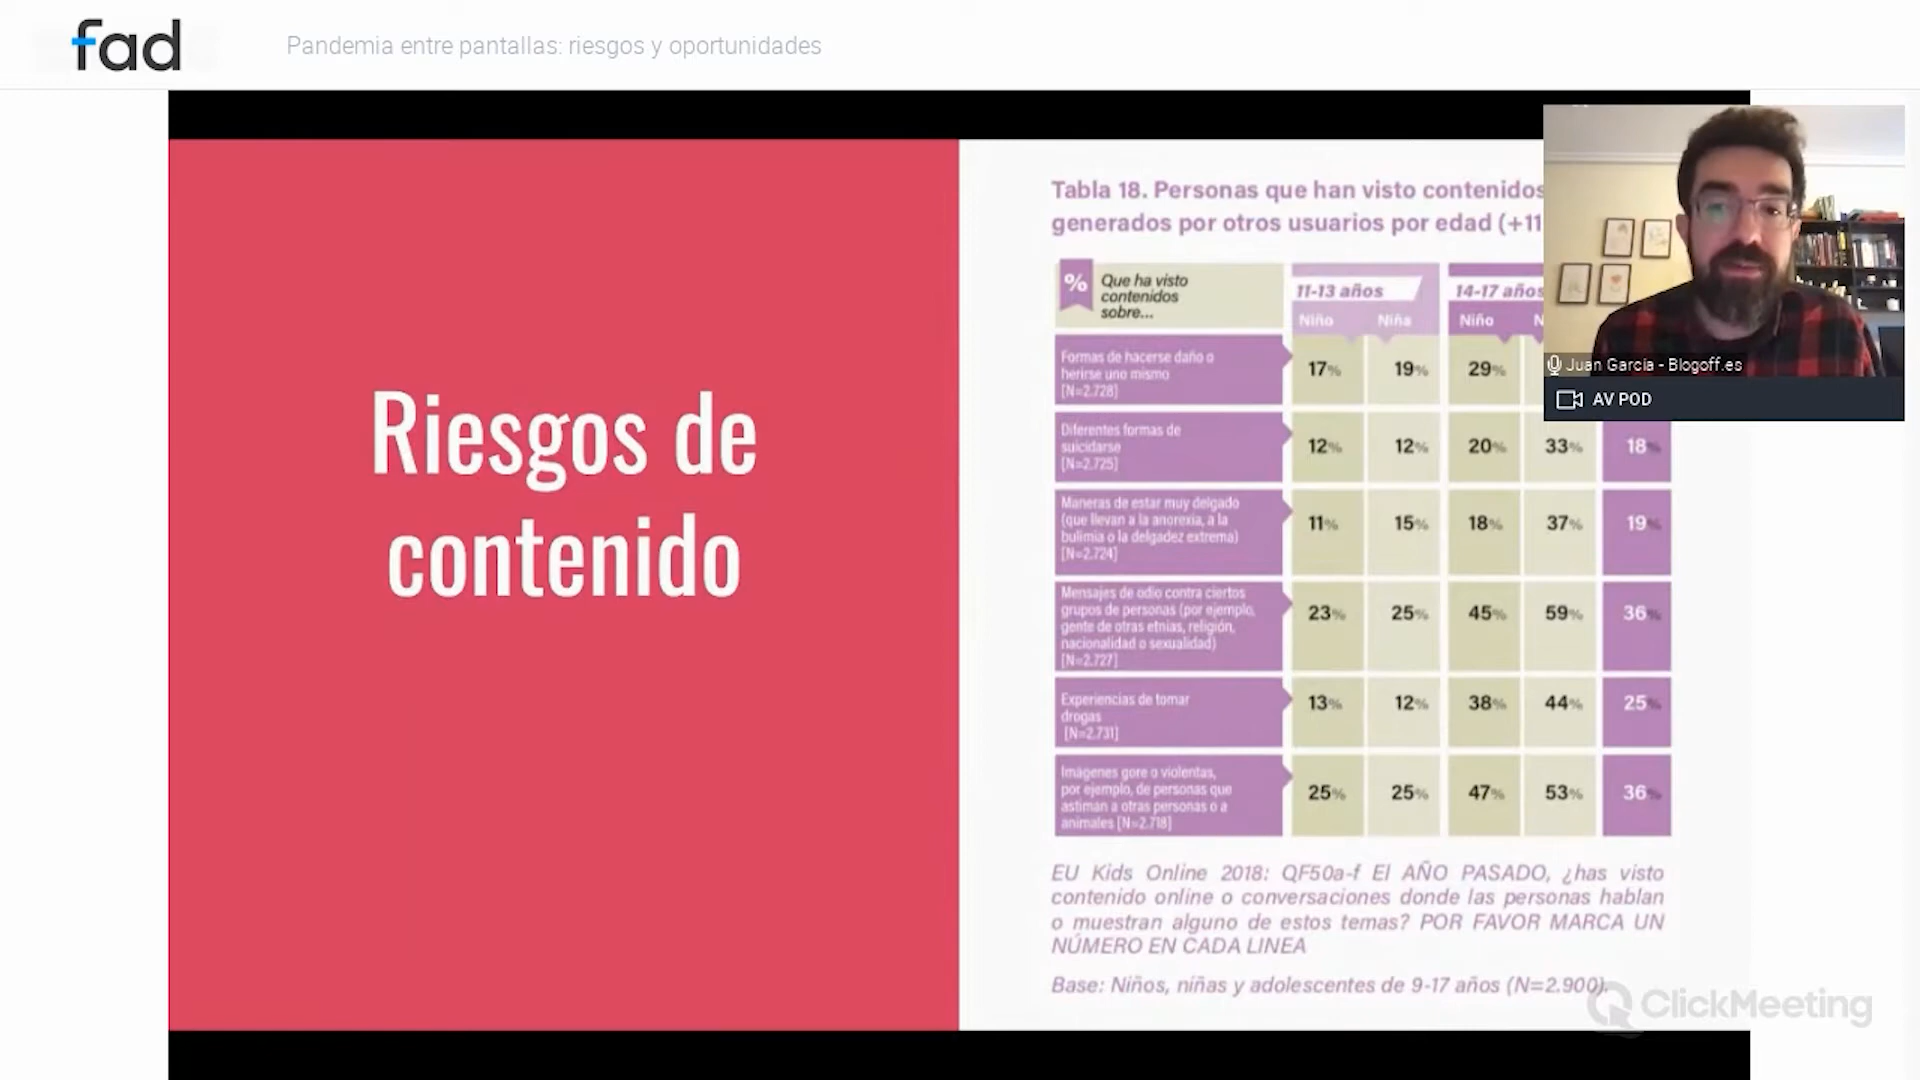 fad
Pandemia entre pantallas: riesgos y oportunidades
Riesgos de
contenido
Tabla 18. Personas que han visto contenidos
generados por otros usuarios por edad (+11
% Que ha visto
contenidos
sobre...
11-13 años 14-17 años
Niño Niña Niño N
Formas de hacerse daño o
herirse uno mismo
[N=2.728]
17% 19% 29%
Diferentes formas de
suicidarse
[N=2.725]
12% 12% 20% 33% 18%
Maneras de estar muy delgado
(que llevan a la anorexia, a la
bulimia o la delgadez extrema)
[N=2.724]
11% 15% 18% 37% 19%
Mensajes de odio contra ciertos
grupos de personas (por ejemplo,
gente de otras etnias, religión,
nacionalidad o sexualidad)
[N=2.727]
23% 25% 45% 59% 36%
Experiencias de tomar
drogas
[N=2.731]
13% 12% 38% 44% 25%
Imágenes gore o violentas,
por ejemplo, de personas que
astiman a otras personas o a
animales [N=2.718]
25% 25% 47% 53% 36%
EU Kids Online 2018: QF50a-f El AÑO PASADO, ¿has visto
contenido online o conversaciones donde las personas hablan
o muestran alguno de estos temas? POR FAVOR MARCA UN
NÚMERO EN CADA LINEA
Base: Niños, niñas y adolescentes de 9-17 años (N=2.900).
Juan García - Blogoff.es
AV POD
ClickMeeting